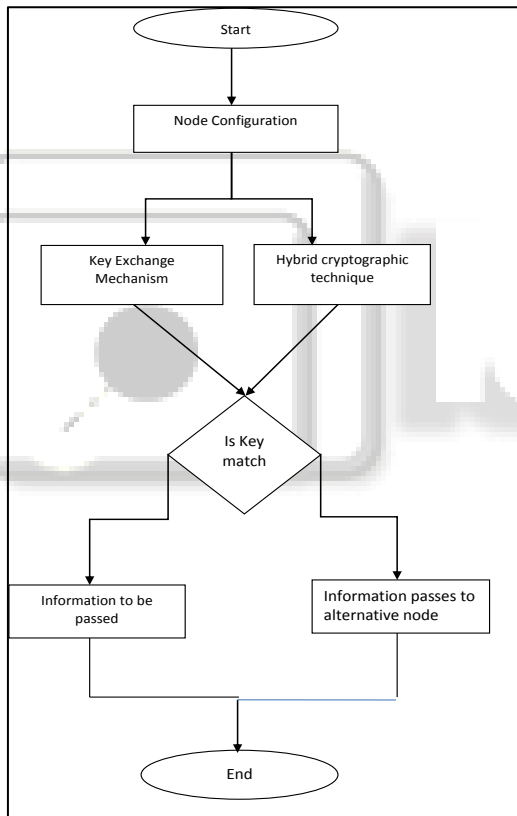 Start
Node Configuration
Key Exchange
Mechanism
Hybrid cryptographic
technique
Is Key
match
Information to be
passed
Information passes to
alternative node
End